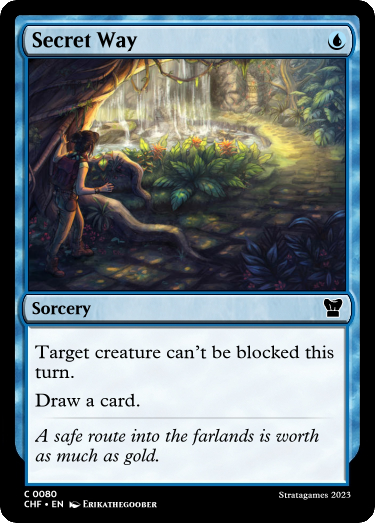 Secret Way
Sorcery
Target creature can't be blocked this
turn.
Draw a card.
A safe route into the farlands is worth
as much as gold.
C 0080
Stratagames 2023
CHF • EN Erikathegoober